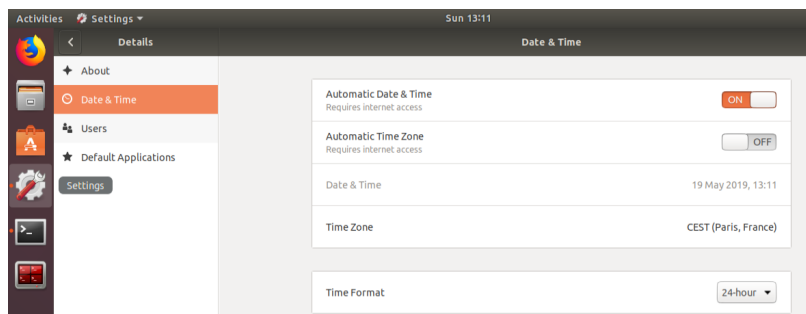 Activities Settings Sun 13:11
Details Date & Time
About
Date & Time
Users
Default Applications
Settings
Automatic Date & Time ON
Requires internet access
Automatic Time Zone OFF
Requires internet access
Date & Time 19 May 2019, 13:11
Time Zone CEST (Paris, France)
Time Format 24-hour